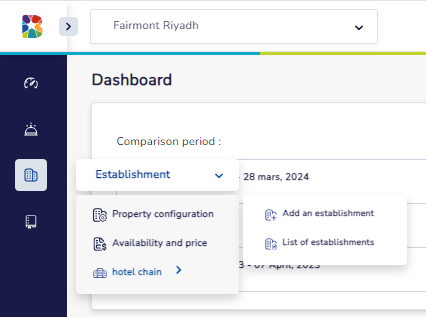 Fairmont Riyadh
Dashboard
Comparison period :
Establishment
- 28 mars, 2024
Property configuration
Add an establishment
Availability and price
List of establishments
hotel chain
3 - 07 April, 2023